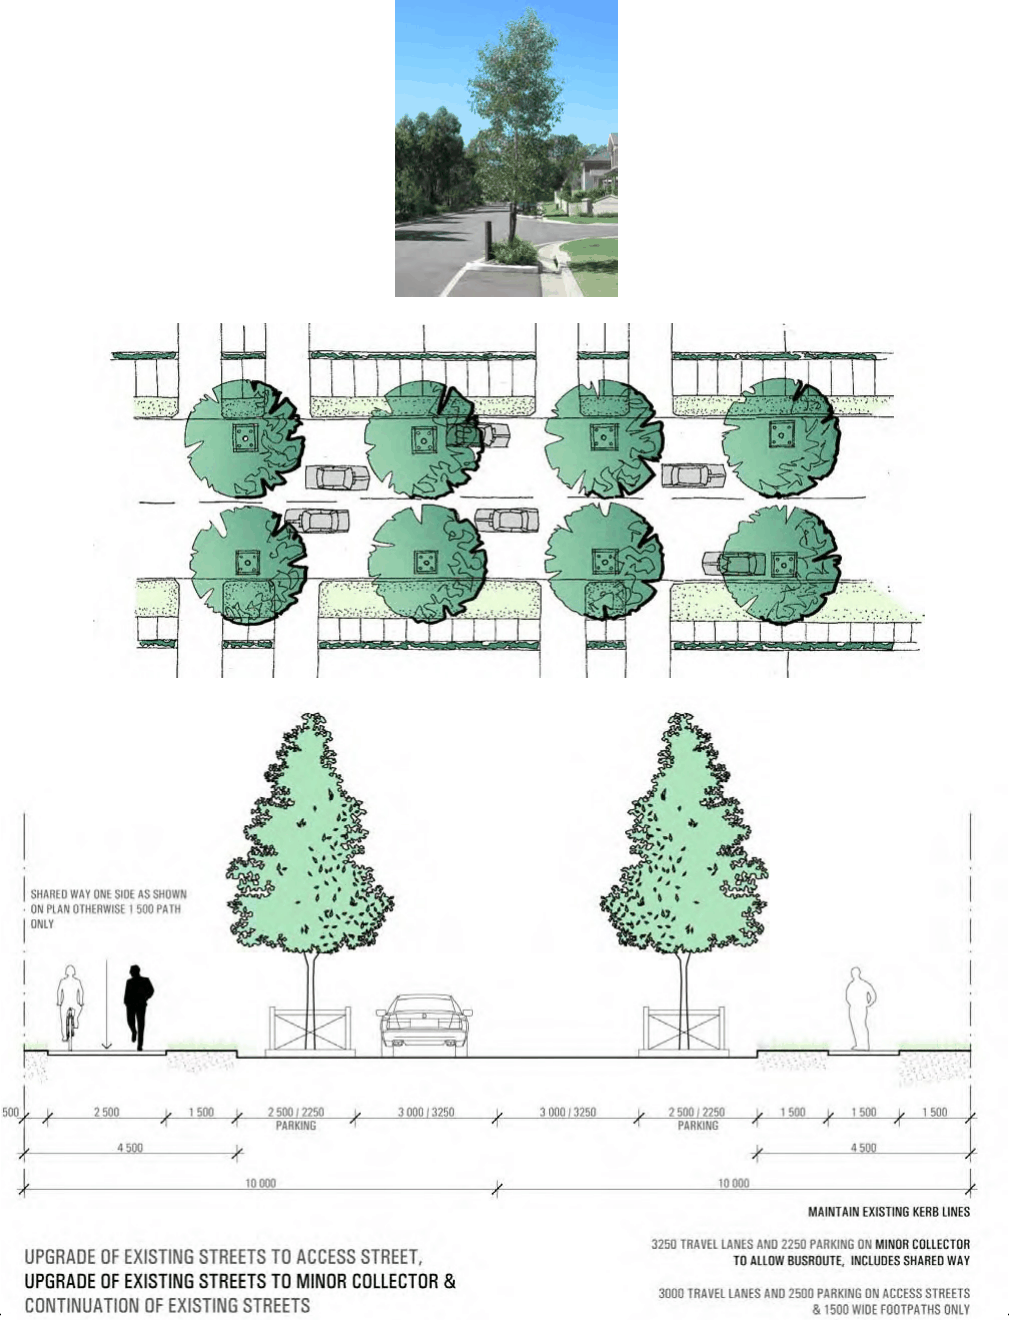 SHARED WAY ONE SIDE AS SHOWN
ON PLAN OTHERWISE 1 500 PATH
ONLY
500
2 500
1 500
2 500 / 2250
PARKING
3 000 / 3250
3 000 / 3250
2 500 / 2250
PARKING
1 500
1 500
1 500
4 500
4 500
10 000
10 000
MAINTAIN EXISTING KERB LINES
3250 TRAVEL LANES AND 2250 PARKING ON MINOR COLLECTOR
TO ALLOW BUSROUTE, INCLUDES SHARED WAY
3000 TRAVEL LANES AND 2500 PARKING ON ACCESS STREETS
& 1500 WIDE FOOTPATHS ONLY
UPGRADE OF EXISTING STREETS TO ACCESS STREET,
UPGRADE OF EXISTING STREETS TO MINOR COLLECTOR &
CONTINUATION OF EXISTING STREETS